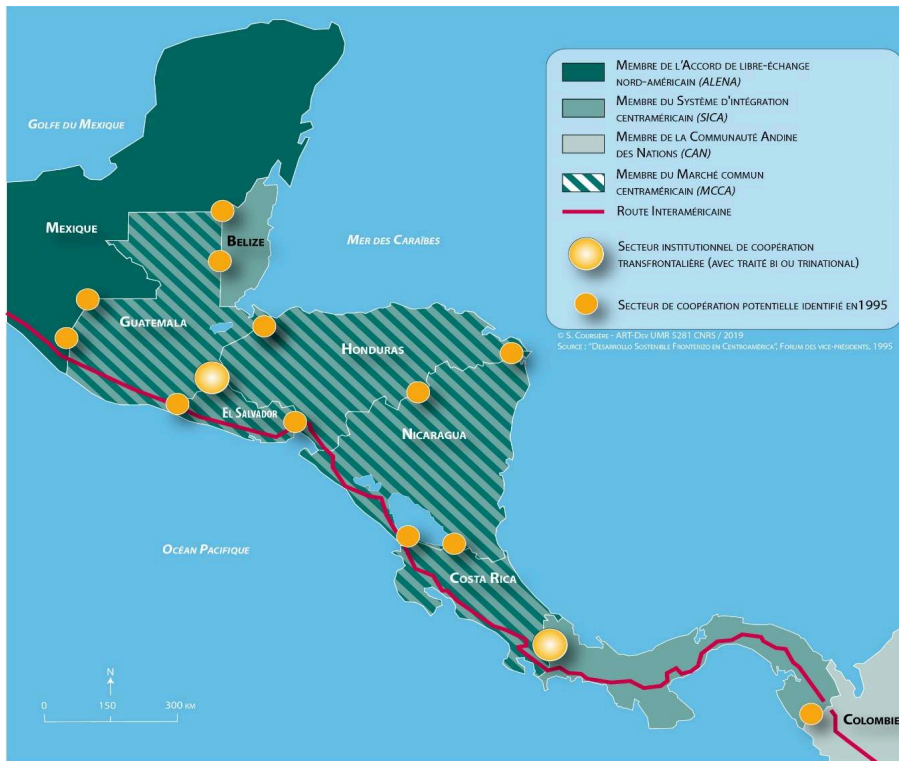 Membre de l'Accord de libre-échange
nord-américain (ALENA)
Membre du Système d'intégration
centraméricain (SICA)
Membre de la Communauté Andine
des Nations (CAN)
Membre du Marché commun
centraméricain (MCCA)
Route Interaméricaine
Secteur institutionnel de coopération
transfrontalière (avec traité bi ou trinational)
Secteur de coopération potentielle identifié en1995
© S. Coursière - ART-Dev UMR 5281 CNRS / 2019
Source : "Desarrollo Sostenible Fronterizo en Centroamérica", Forum des vice-présidents, 1995
Golfe du Mexique
Mexique
Belize
Mer des Caraïbes
Guatemala
Honduras
El Salvador
Nicaragua
Océan Pacifique
Costa Rica
N
0 150 300 km
Colombie